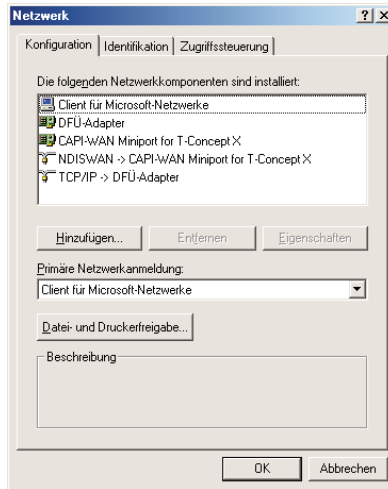 Netzwerk
Konfiguration Identifikation Zugriffssteuerung
Die folgenden Netzwerkkomponenten sind installiert:
Client für Microsoft-Netzwerke
DFÜ-Adapter
CAPI-WAN Miniport for T-Concept X
NDISWAN -> CAPI-WAN Miniport for T-Concept X
TCP/IP -> DFÜ-Adapter
Hinzufügen... Entfernen Eigenschaften
Primäre Netzwerkanmeldung:
Client für Microsoft-Netzwerke
Datei- und Druckerfreigabe...
Beschreibung
OK Abbrechen